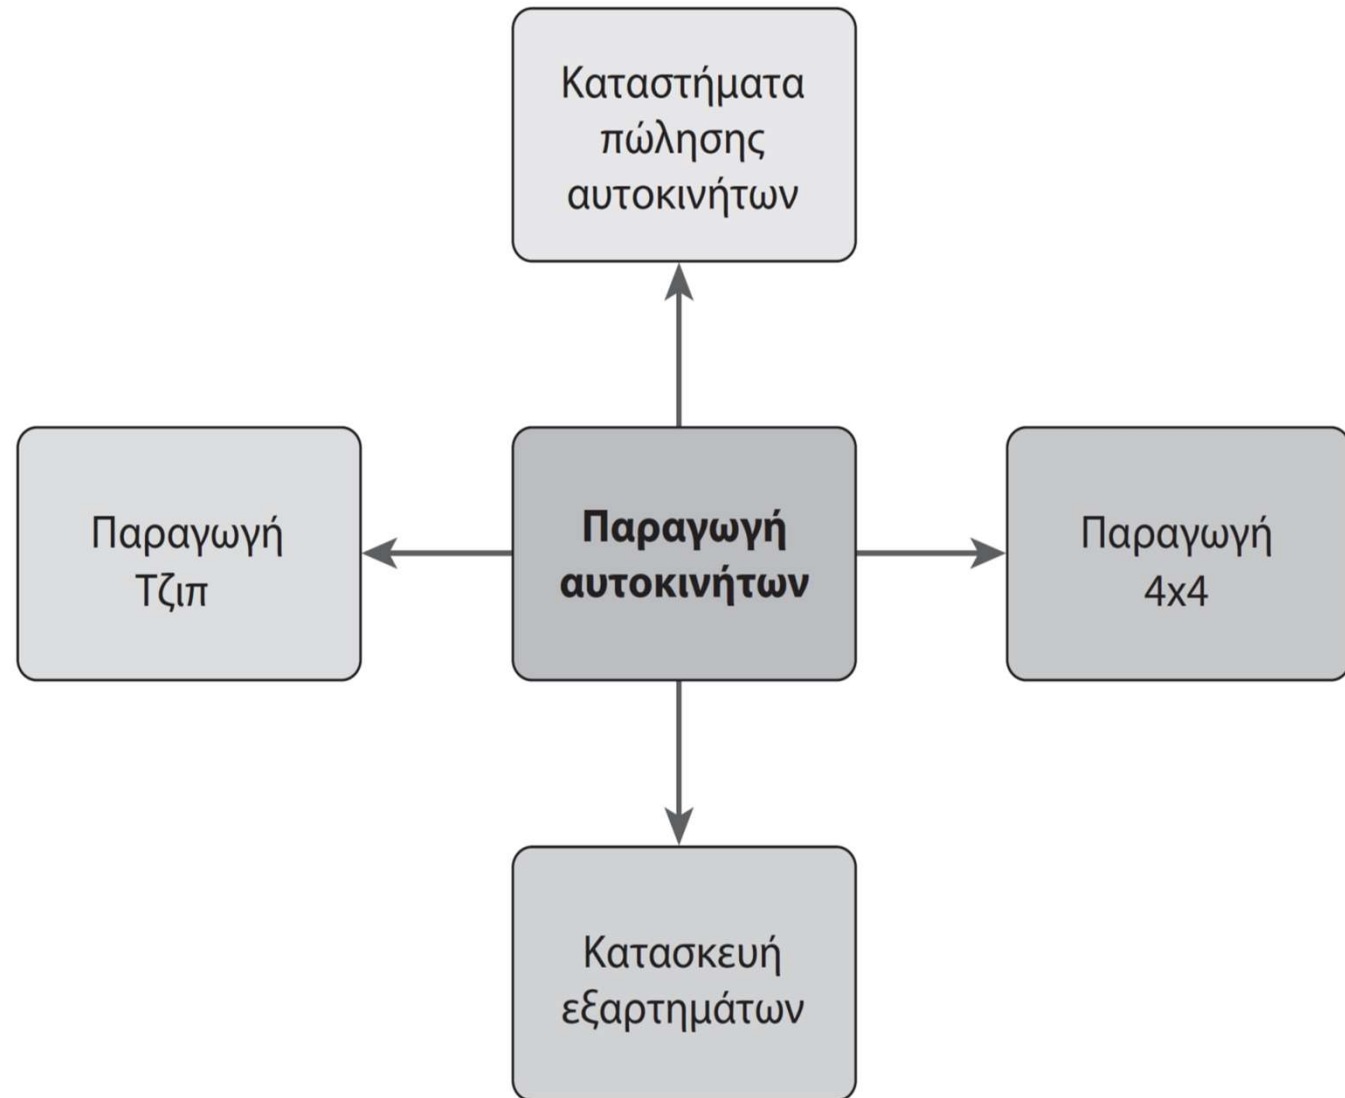 Καταστήματα
πώλησης
αυτοκινήτων
Παραγωγή
Τζιπ
Παραγωγή
αυτοκινήτων
Παραγωγή
4x4
Κατασκευή
εξαρτημάτων